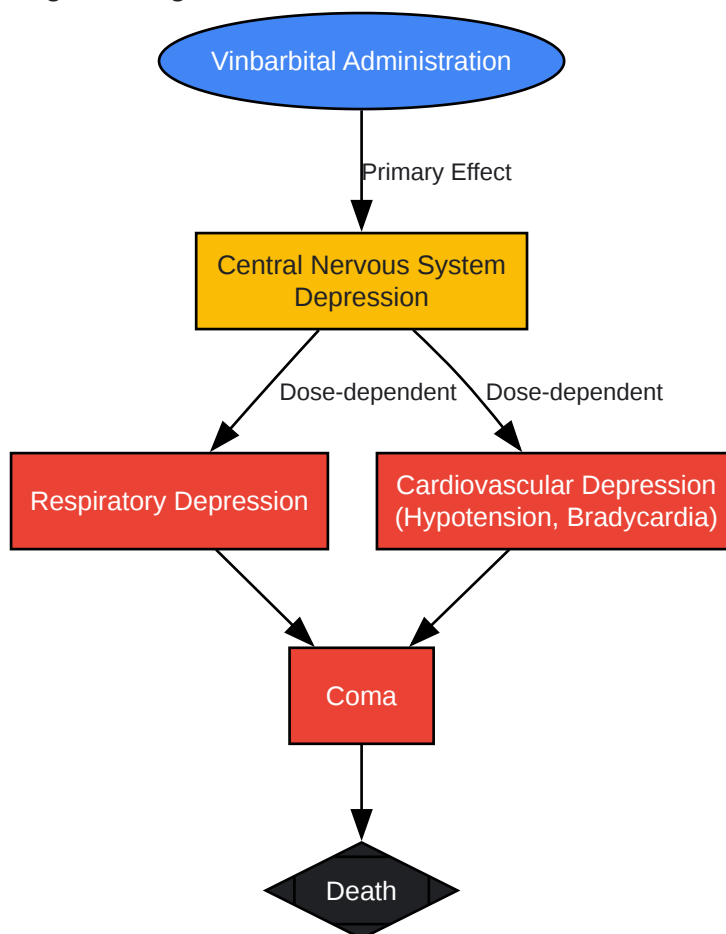 Vinbarbital Administration
Primary Effect
Central Nervous System
Depression
Dose-dependent
Dose-dependent
Respiratory Depression
Cardiovascular Depression
(Hypotension, Bradycardia)
Coma
Death